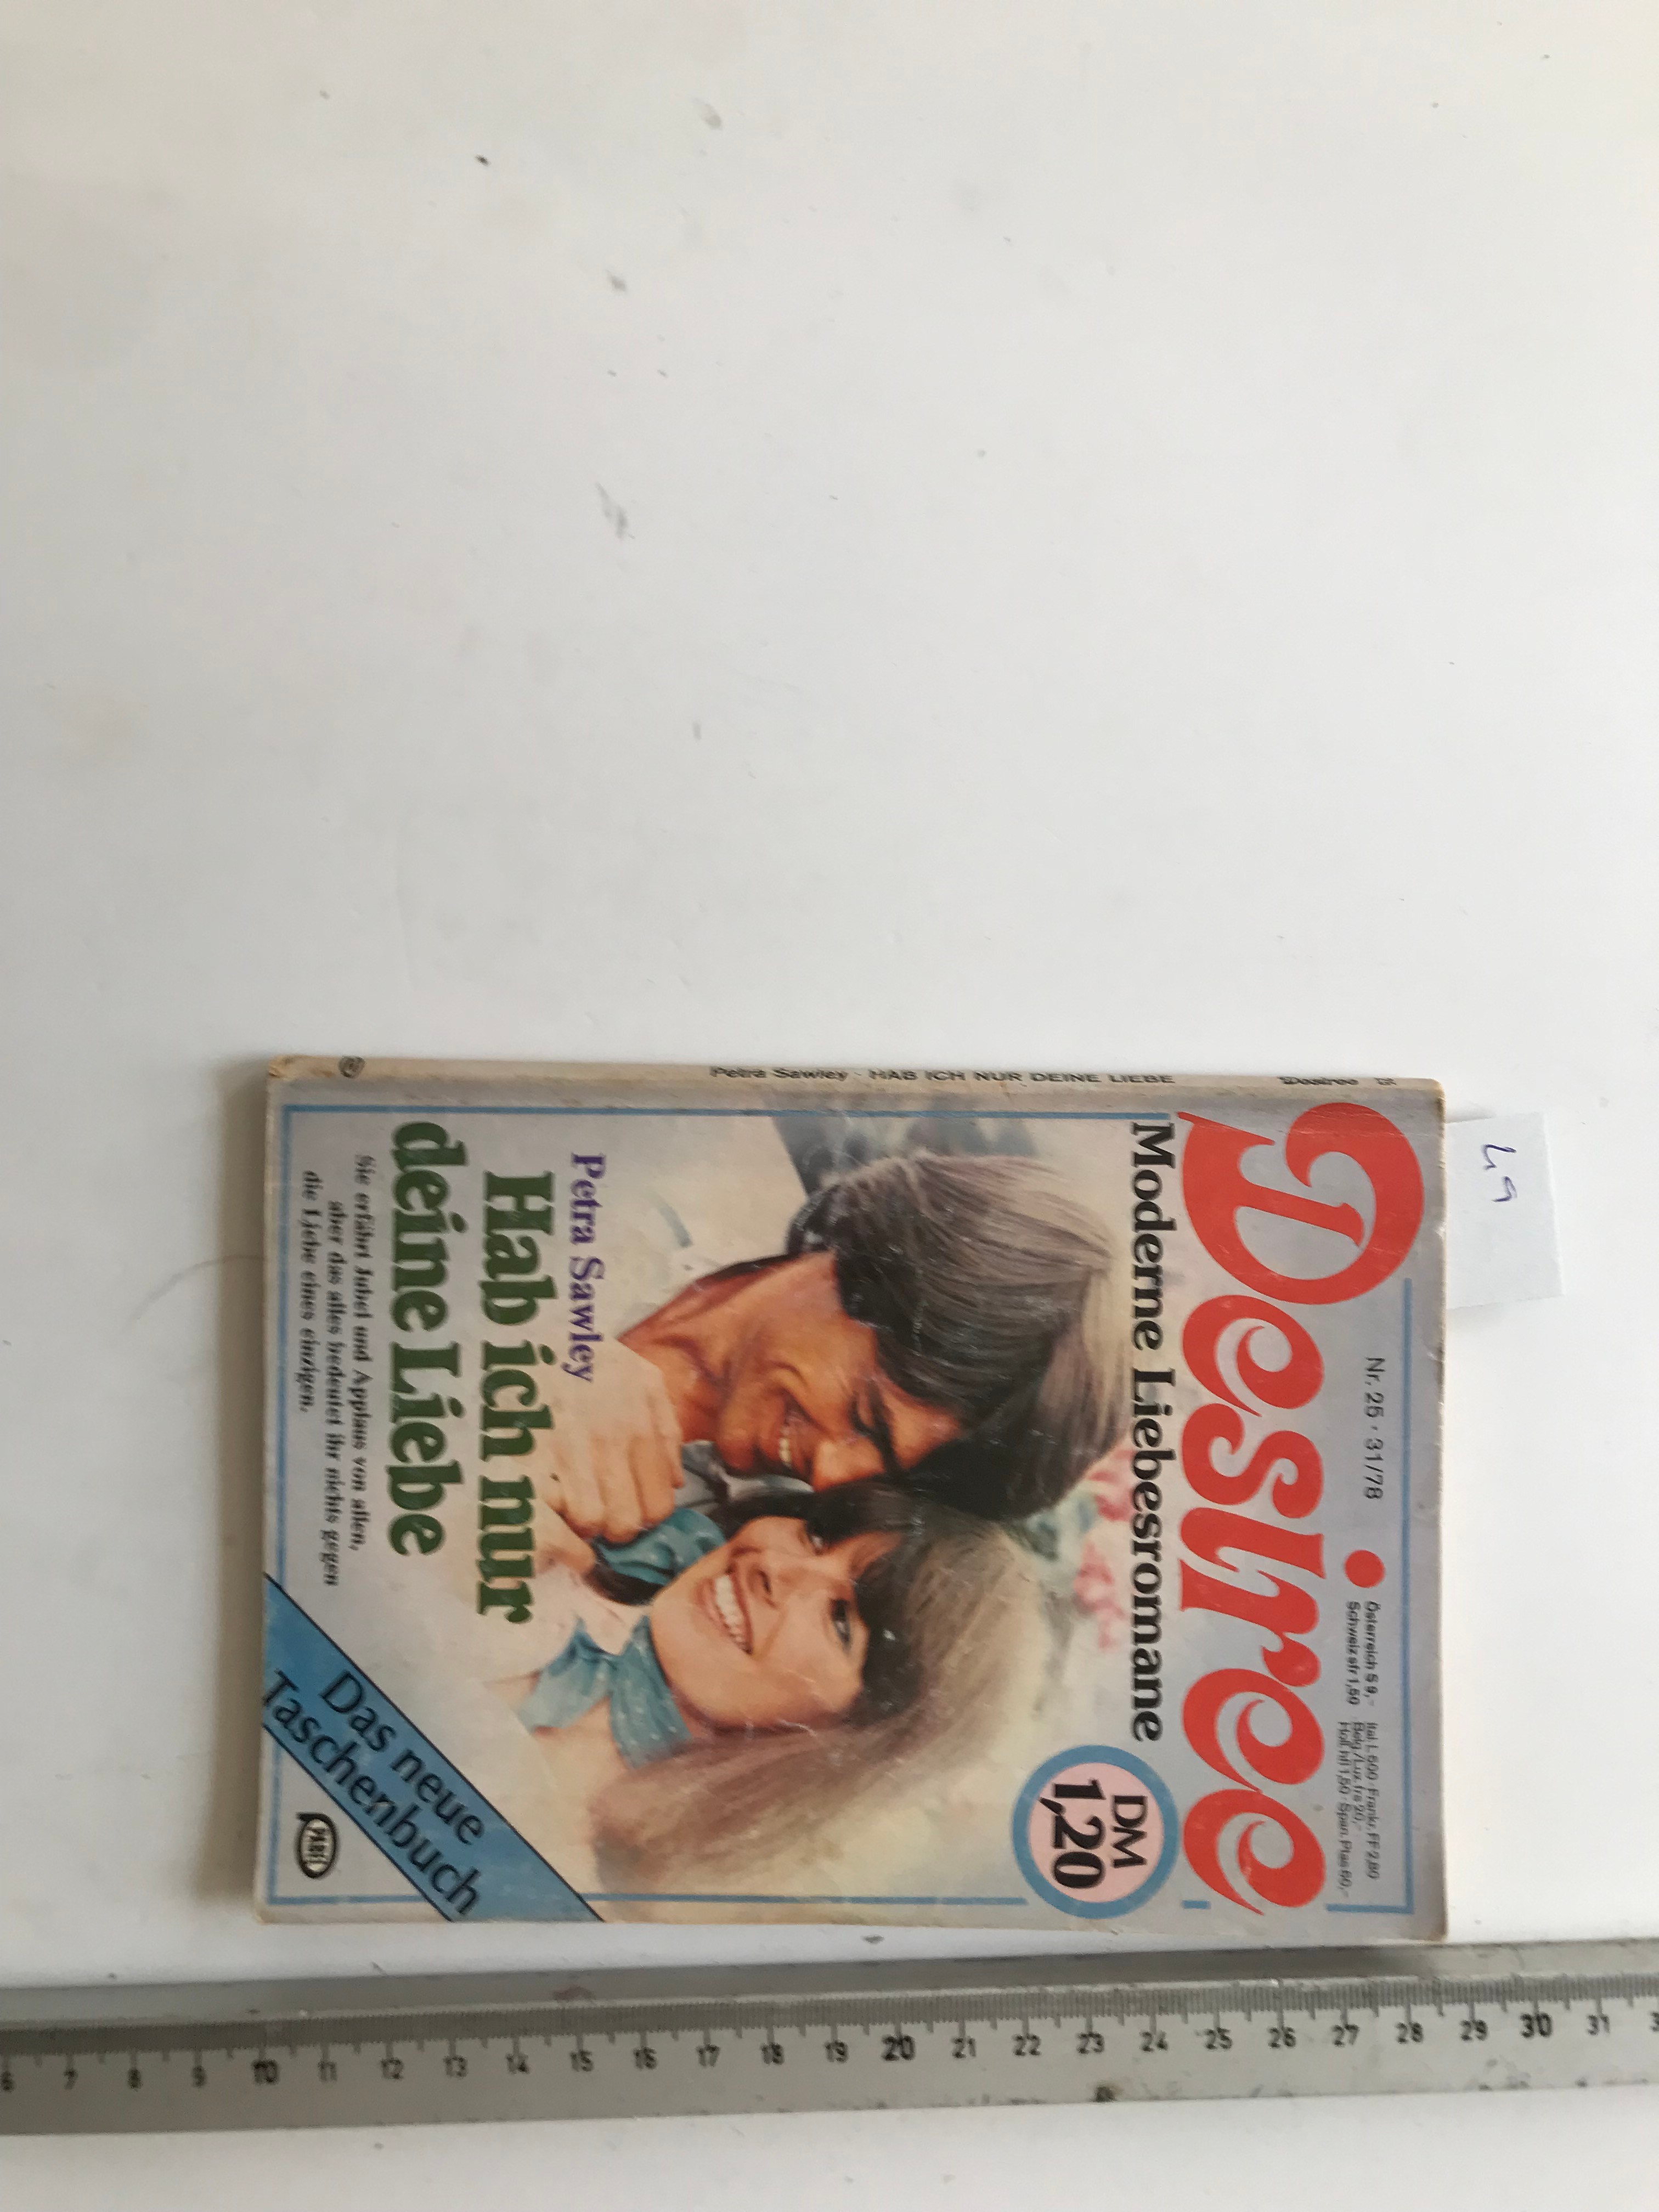 Petra Sawley · HAB ICH NUR DEINE LIEBE
Desiree
Nr. 25 · 31/78
Österreich S 9,-
Schweiz sfr 1,50
Ital L 600 · Frankr. FF 2,80
Belg./Lux. frs 20,-
Holl. hfl 1,50 · Span. Ptas 60,-
Desiree
Moderne Liebesromane
DM
1,20
Petra Sawley
Hab ich nur
deine Liebe
Sie erfährt Jubel und Applaus von allen,
aber das alles bedeutet ihr nichts gegen
die Liebe eines einzigen.
Das neue
Taschenbuch
PABEL
49
6 7 8 9 10 11 12 13 14 15 16 17 18 19 20 21 22 23 24 25 26 27 28 29 30 31